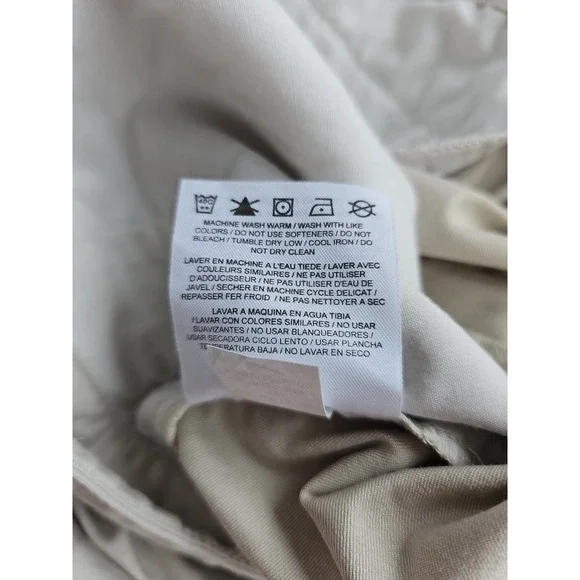 40C
MACHINE WASH WARM / WASH WITH LIKE
COLORS / DO NOT USE SOFTENERS / DO NOT
BLEACH / TUMBLE DRY LOW / COOL IRON / DO
NOT DRY CLEAN
LAVER EN MACHINE A L'EAU TIEDE / LAVER AVEC
COULEURS SIMILAIRES / NE PAS UTILISER
D'ADOUCISSEUR / NE PAS UTILISER D'EAU DE
JAVEL / SECHER EN MACHINE CYCLE DELICAT /
REPASSER FER FROID / NE PAS NETTOYER A SEC
LAVAR A MAQUINA EN AGUA TIBIA
/ LAVAR CON COLORES SIMILARES / NO USAR
SUAVIZANTES / NO USAR BLANQUEADORES /
USAR SECADORA CICLO LENTO / USAR PLANCHA
TEMPERATURA BAJA / NO LAVAR EN SECO